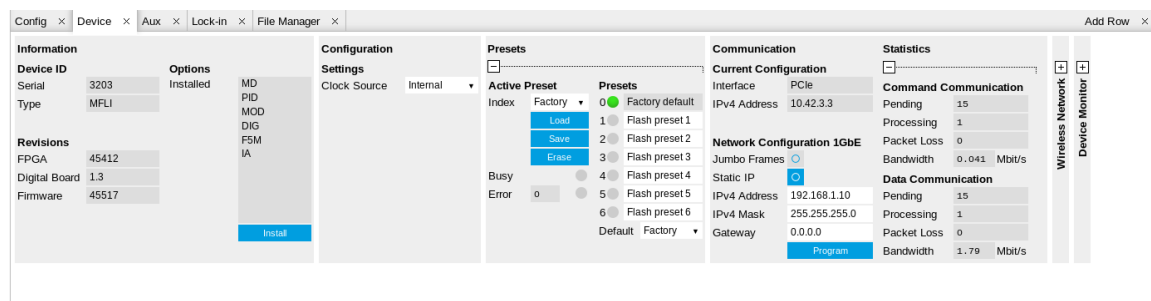 Config × Device × Aux × Lock-in × File Manager × Add Row ×
Information
Device ID
Serial 3203
Type MFLI
Revisions
FPGA 45412
Digital Board 1.3
Firmware 45517
Options
Installed
MD
PID
MOD
DIG
F5M
IA
Install
Configuration
Settings
Clock Source Internal
Presets
Active Preset
Index Factory
Load
Save
Erase
Busy
Error 0
Presets
0 Factory default
1 Flash preset 1
2 Flash preset 2
3 Flash preset 3
4 Flash preset 4
5 Flash preset 5
6 Flash preset 6
Default Factory
Communication
Current Configuration
Interface PCIe
IPv4 Address 10.42.3.3
Network Configuration 1GbE
Jumbo Frames
Static IP
IPv4 Address 192.168.1.10
IPv4 Mask 255.255.255.0
Gateway 0.0.0.0
Program
Statistics
Command Communication
Pending 15
Processing 1
Packet Loss 0
Bandwidth 0.041 Mbit/s
Data Communication
Pending 15
Processing 1
Packet Loss 0
Bandwidth 1.79 Mbit/s
Wireless Network
Device Monitor